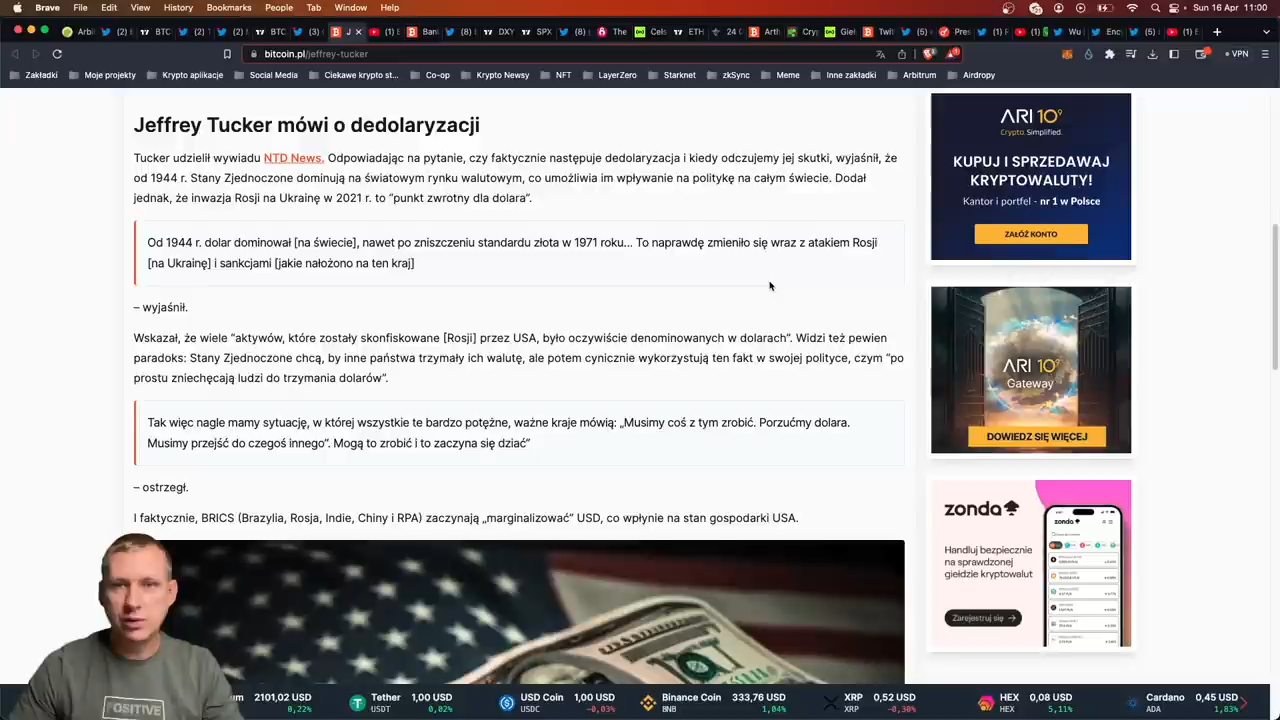 Brave File Edit View History Bookmarks Profiles Tab Window Help
Sun 16 Apr 11:00
bitcoin.pl/jeffrey-tucker
VPN
Zakładki Moje projekty Krypto aplikacje Social Media Ciekawe krypto st... Co-op Krypto Newsy NFT LayerZero Starknet zkSync Meme Inne zakładki Arbitrum Airdropy
Jeffrey Tucker mówi o dedolaryzacji
Tucker udzielił wywiadu NTD News. Odpowiadając na pytanie, czy faktycznie następuje dedolaryzacja i kiedy odczujemy jej skutki, wyjaśnił, że
od 1944 r. Stany Zjednoczone dominują na światowym rynku walutowym, co umożliwia im wpływanie na politykę na całym świecie. Dodał
jednak, że inwazja Rosji na Ukrainę w 2021 r. to “punkt zwrotny dla dolara”.
Od 1944 r. dolar dominował [na świecie], nawet po zniszczeniu standardu złota w 1971 roku... To naprawdę zmieniło się wraz z atakiem Rosji
[na Ukrainę] i sankcjami [jakie nałożono na ten kraj]
– wyjaśnił.
Wskazał, że wiele “aktywów, które zostały skonfiskowane [Rosji] przez USA, było oczywiście denominowanych w dolarach”. Widzi też pewien
paradoks: Stany Zjednoczone chcą, by inne państwa trzymały ich walutę, ale potem cynicznie wykorzystują ten fakt w swojej polityce, czym “po
prostu zniechęcają ludzi do trzymania dolarów”.
Tak więc nagle mamy sytuację, w której wszystkie te bardzo potężne, ważne kraje mówią: „Musimy coś z tym zrobić. Porzućmy dolara.
Musimy przejść do czegoś innego”. Mogą to zrobić i to zaczyna się dziać”
– ostrzegł.
I faktycznie, BRICS (Brazylia, Rosja, Indie, Chiny i RPA) zaczynają „marginalizować” USD, co wpłynie na stan gospodarki USA.
ARI 10⁹
Crypto. Simplified.
KUPUJ I SPRZEDAWAJ
KRYPTOWALUTY!
Kantor i portfel - nr 1 w Polsce
ZAŁÓŻ KONTO
ARI 10⁹
Gateway
DOWIEDZ SIĘ WIĘCEJ
zonda
Handluj bezpiecznie
na sprawdzonej
giełdzie kryptowalut
Zarejestruj się →
OSITIVE
um 2101,02 USD 0,22%
Tether USDT 1,00 USD 0,02%
USD Coin USDC 1,00 USD −0,03%
Binance Coin BNB 333,76 USD 1,04%
XRP XRP 0,52 USD −0,30%
HEX HEX 0,08 USD 5,11%
Cardano ADA 0,45 USD 1,83%